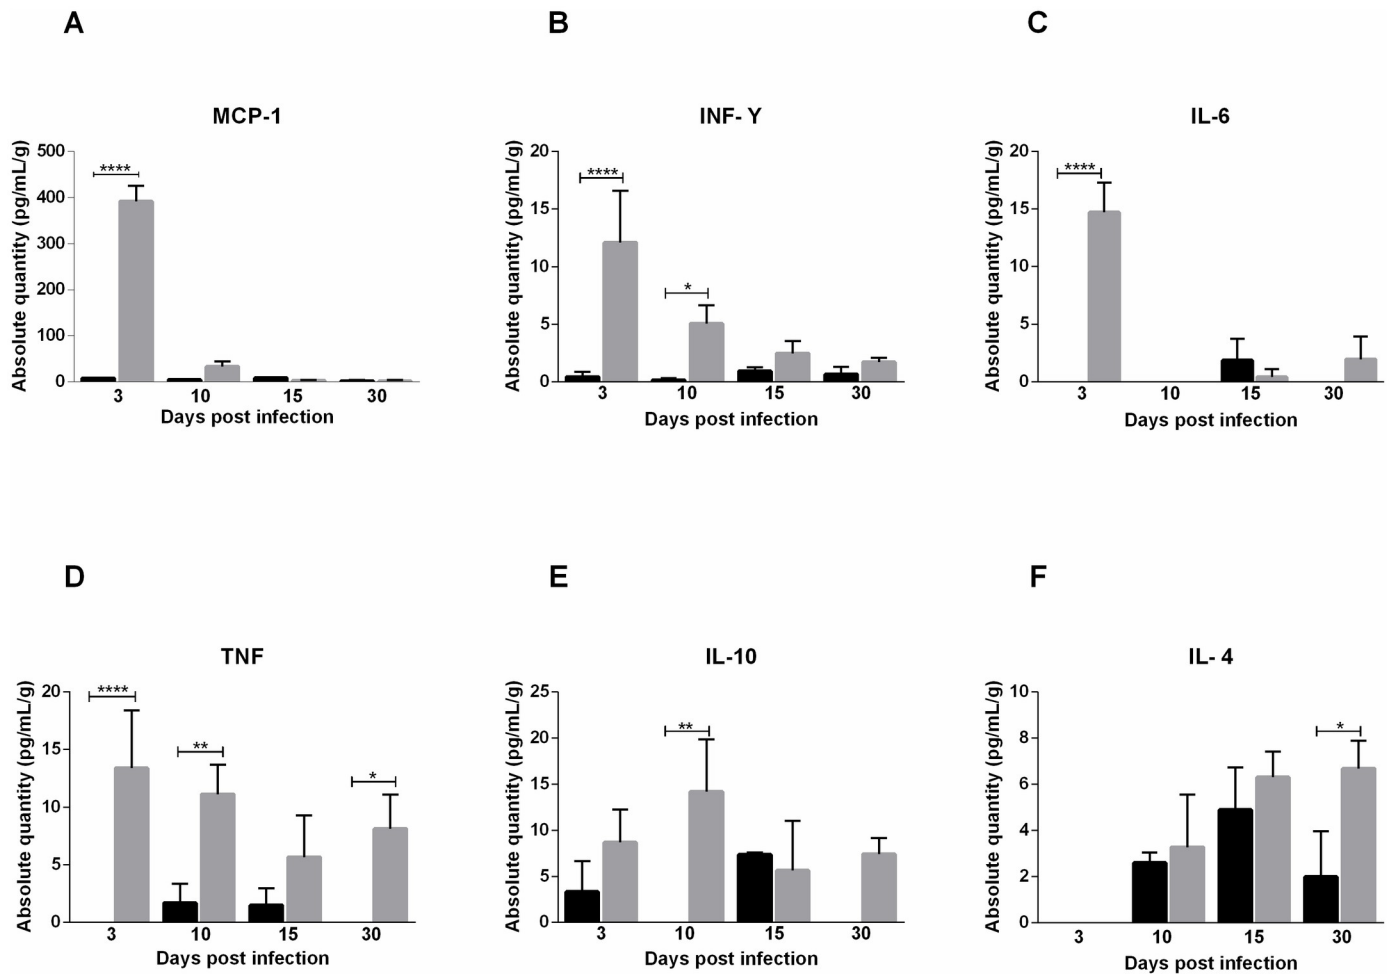 A
MCP-1
Absolute quantity (pg/mL/g)
500
400
300
200
100
0
****
3 10 15 30
Days post infection
B
INF- Y
Absolute quantity (pg/mL/g)
20
15
10
5
0
****
*
3 10 15 30
Days post infection
C
IL-6
Absolute quantity (pg/mL/g)
20
15
10
5
0
****
3 10 15 30
Days post infection
D
TNF
Absolute quantity (pg/mL/g)
20
15
10
5
0
****
**
*
3 10 15 30
Days post infection
E
IL-10
Absolute quantity (pg/mL/g)
25
20
15
10
5
0
**
3 10 15 30
Days post infection
F
IL- 4
Absolute quantity (pg/mL/g)
10
8
6
4
2
0
*
3 10 15 30
Days post infection